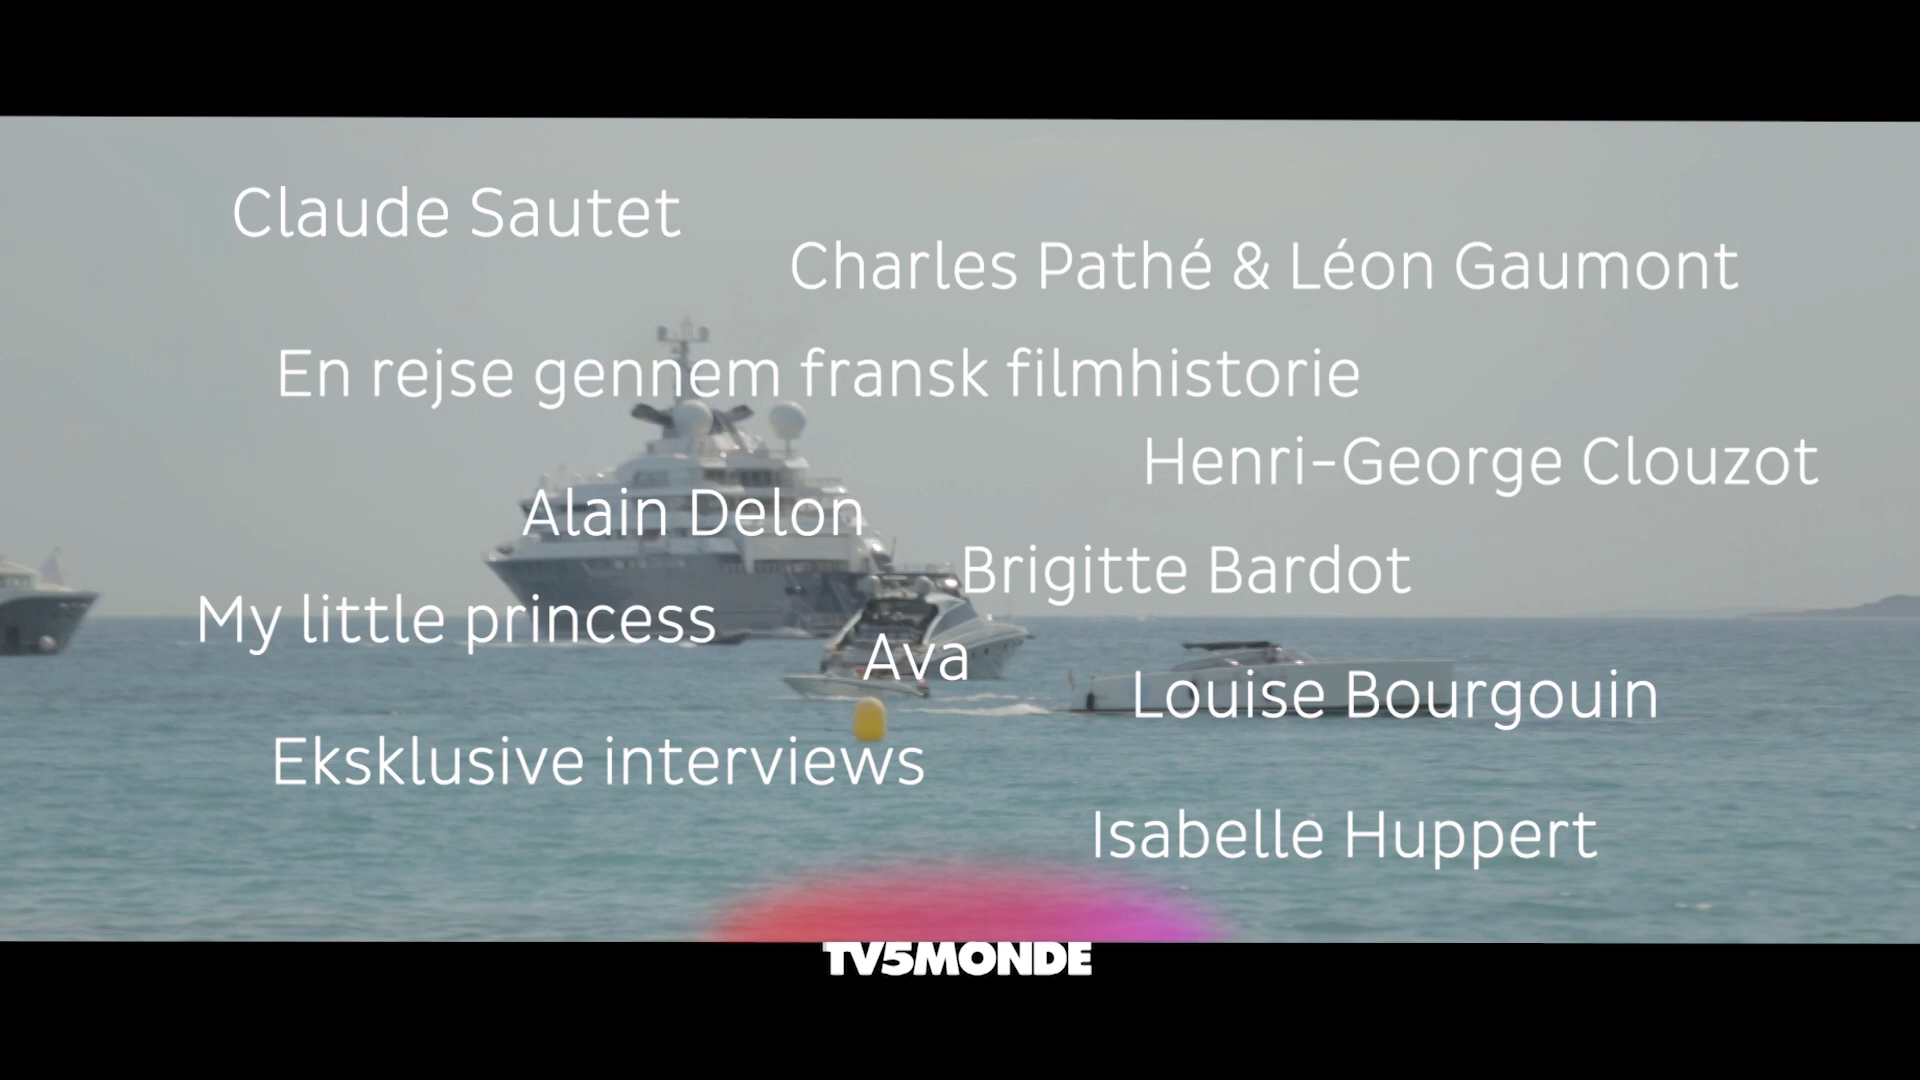 Claude Sautet
Charles Pathé & Léon Gaumont
En rejse gennem fransk filmhistorie
Henri-George Clouzot
Alain Delon
Brigitte Bardot
My little princess
Ava
Louise Bourgouin
Eksklusive interviews
Isabelle Huppert
TV5MONDE